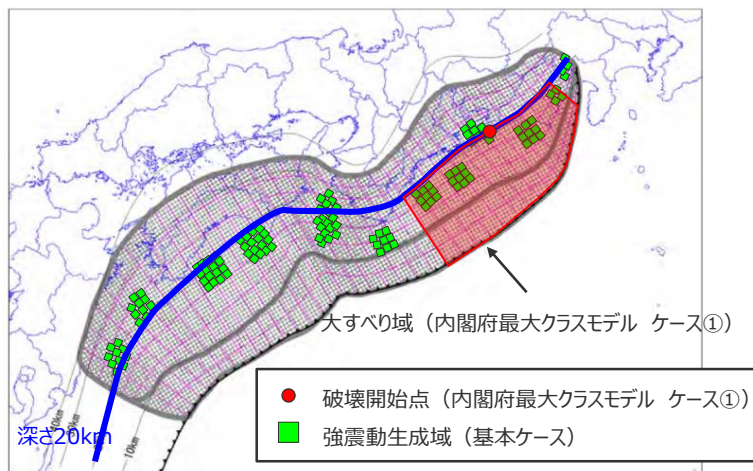 大すべり域（内閣府最大クラスモデル ケース①）
破壊開始点（内閣府最大クラスモデル ケース①）
強震動生成域（基本ケース）
深さ20km
10km